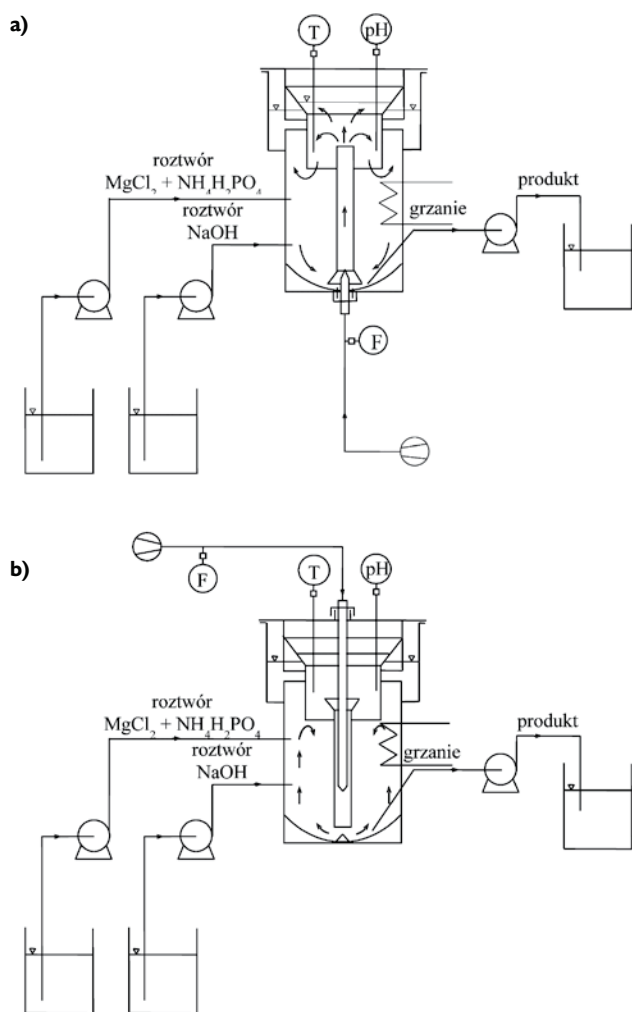 a)
T
pH
roztwór
MgCl₂ + NH₄H₂PO₄
roztwór
NaOH
grzanie
produkt
F
b)
F
T
pH
roztwór
MgCl₂ + NH₄H₂PO₄
roztwór
NaOH
grzanie
produkt